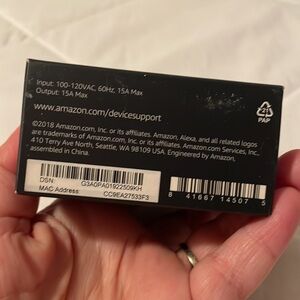 Input: 100-120VAC, 60Hz, 15A Max
Output: 15A Max
www.amazon.com/devicesupport
©2018 Amazon.com, Inc. or its affiliates. Amazon, Alexa, and all related logos
are trademarks of Amazon.com, Inc. or its affiliates. Amazon.com Services, Inc.,
410 Terry Ave North, Seattle, WA 98109 USA. Engineered by Amazon,
assembled in China.
21
PAP
DSN:
G3A0PA01922509KH
MAC Address:
CC9EA27533F3
8 41667 14507 5